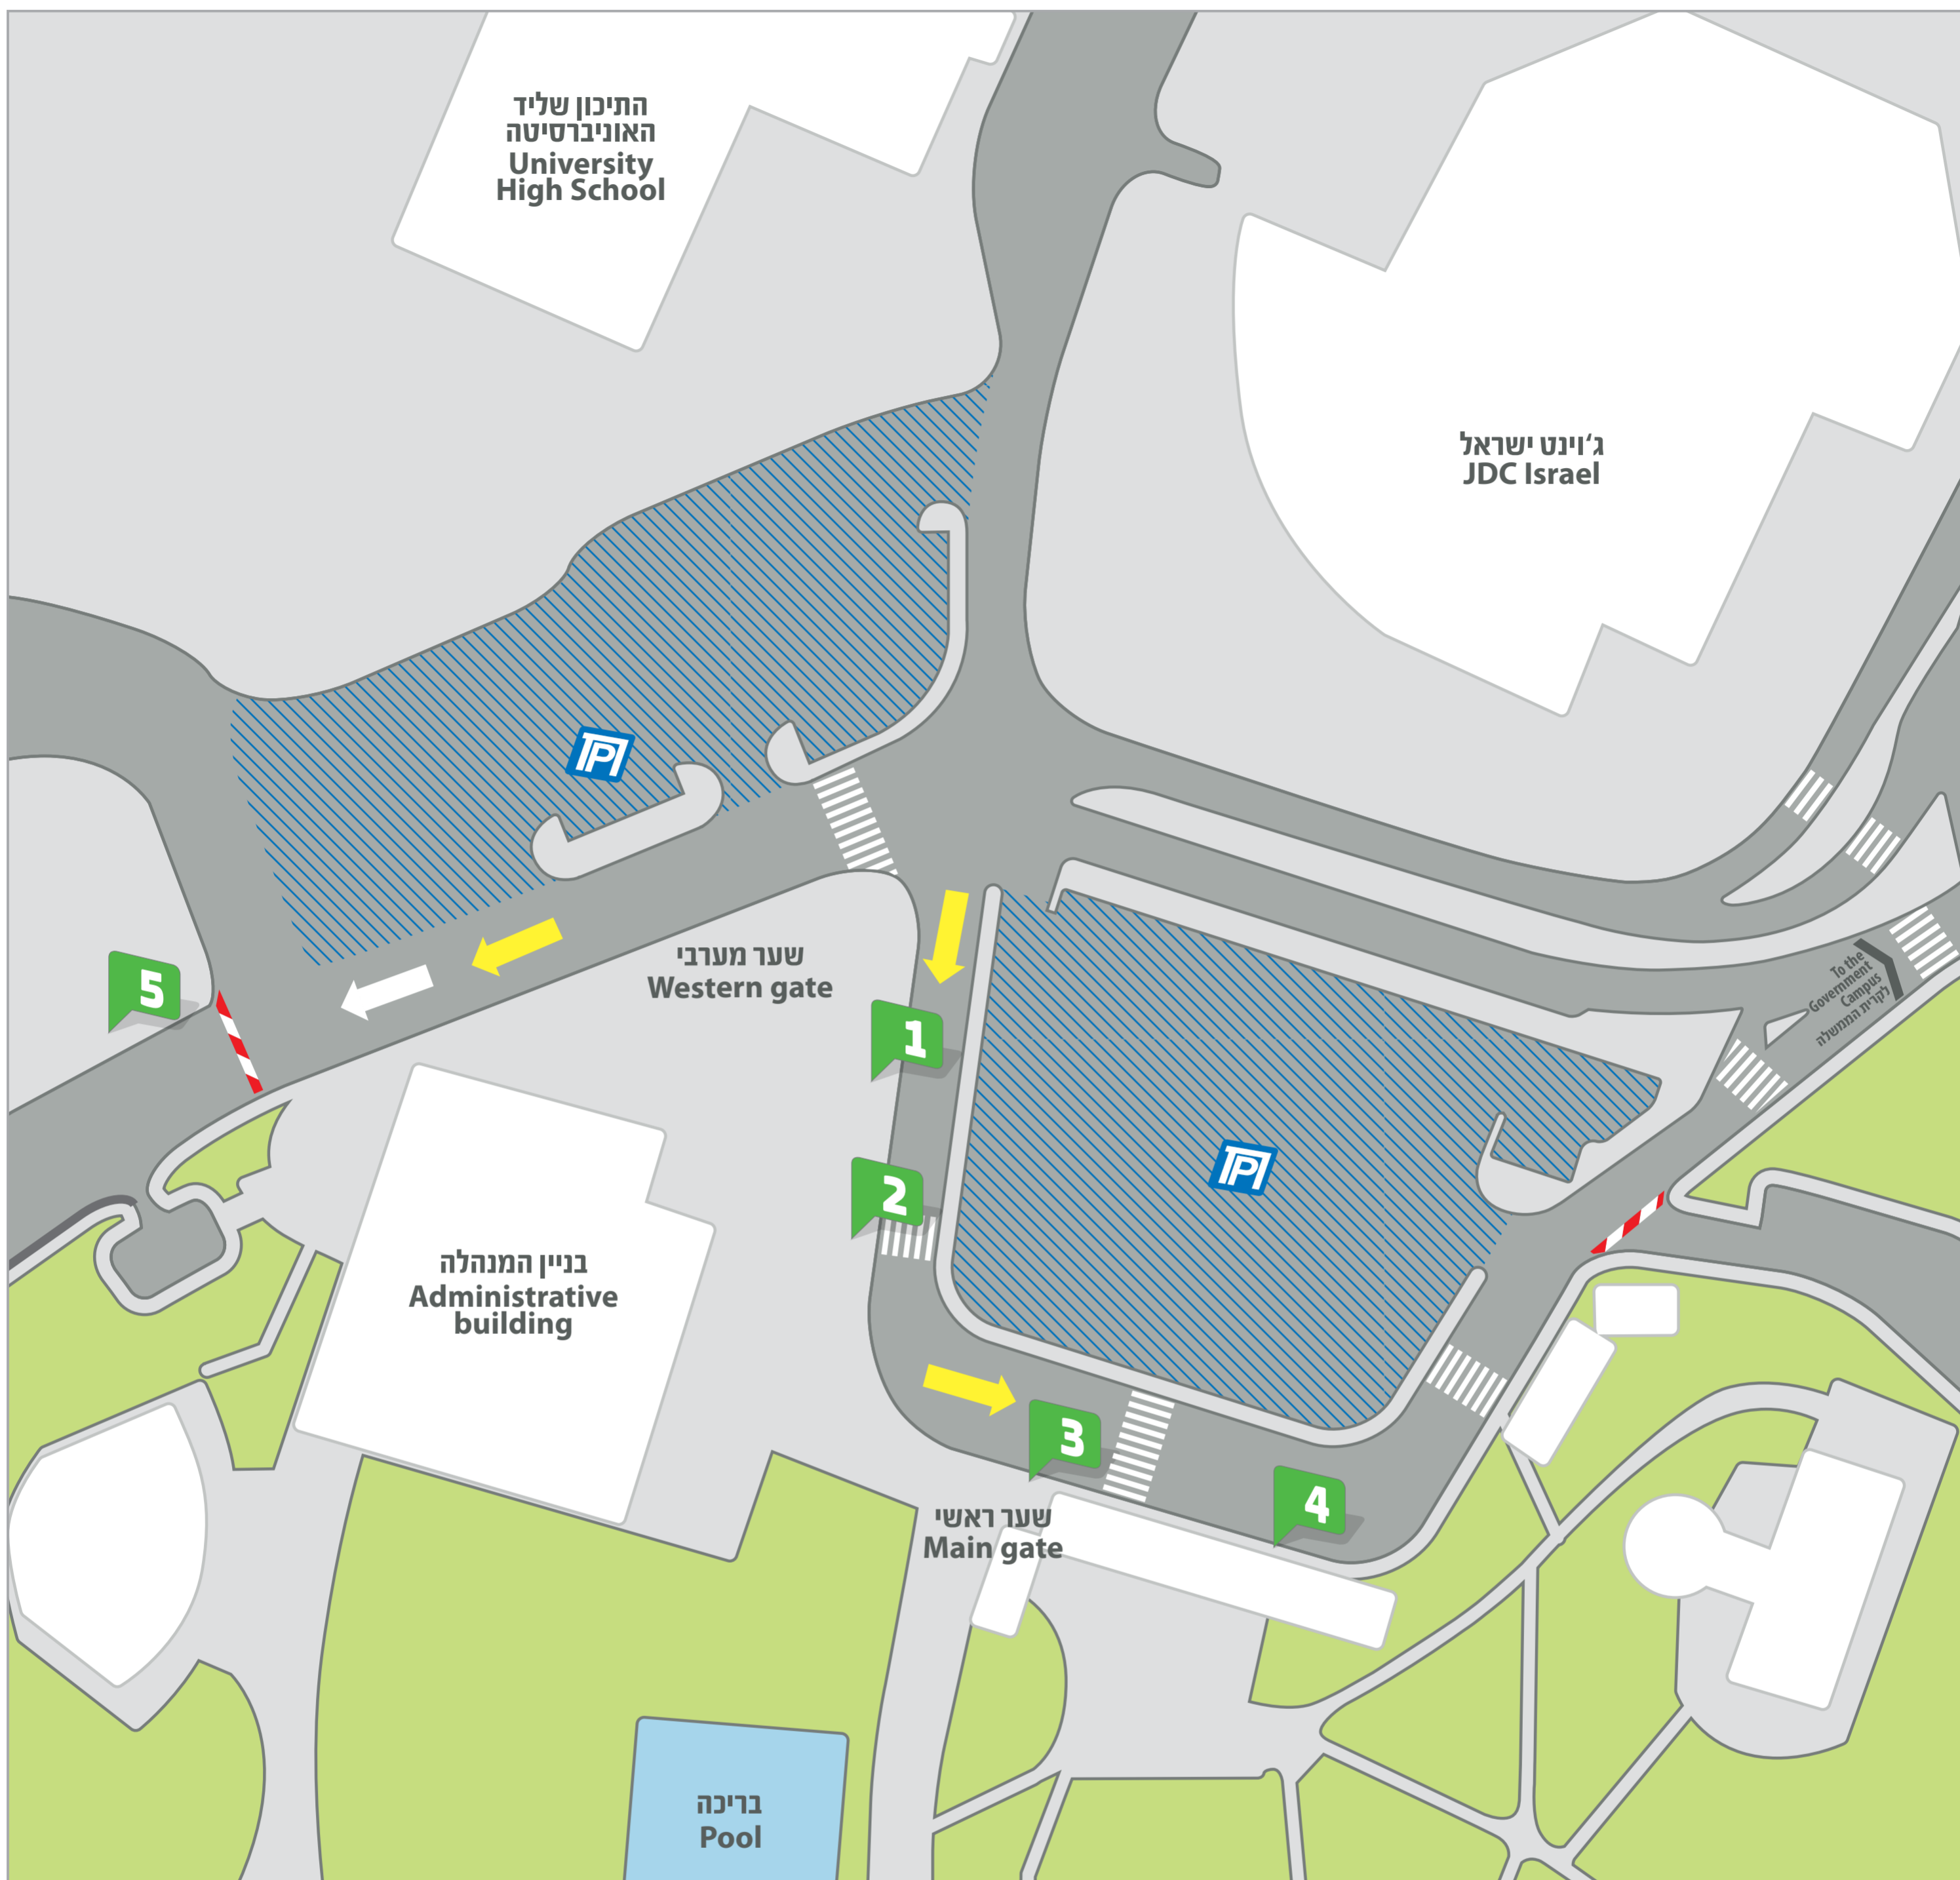 התיכון שליד
האוניברסיטה
University
High School
ג'וינט ישראל
JDC Israel
P
שער מערבי
Western gate
To the
Government
Campus
לקרית הממשלה
5
1
2
P
בניין המנהלה
Administrative
building
3
4
שער ראשי
Main gate
בריכה
Pool